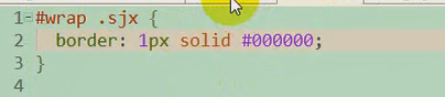 1 #wrap .sjx {
2   border: 1px solid #000000;
3 }
4